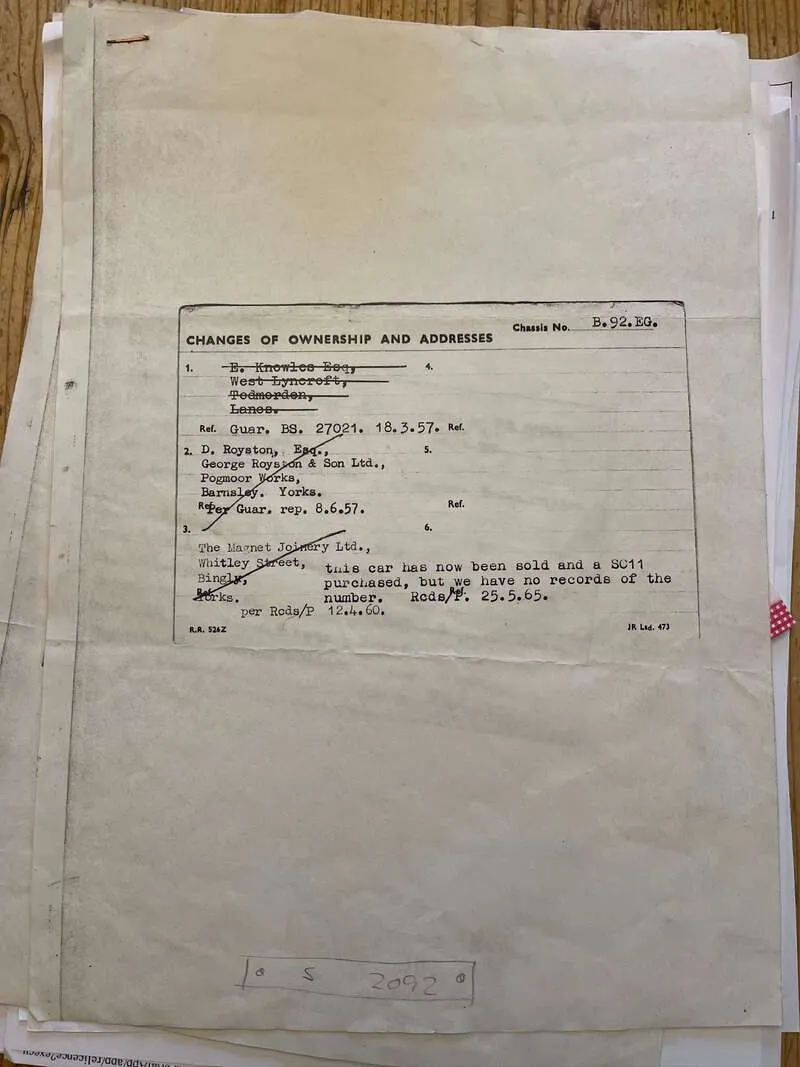 CHANGES OF OWNERSHIP AND ADDRESSES
Chassis No. B.92.EG.
1. E. Knowles Esq,
West Lyncroft,
Todmorden,
Lancs.
Ref. Guar. BS. 27021. 18.3.57.
2. D. Royston, Esq.,
George Royston & Son Ltd.,
Pogmoor Works,
Barnsley. Yorks.
Ref. Per Guar. rep. 8.6.57.
3.
The Magnet Joinery Ltd.,
Whitley Street,
Bingly,
Yorks.
per Rcds/P 12.4.60.
4.
Ref.
5.
Ref.
6.
this car has now been sold and a SC11
purchased, but we have no records of the
number. Rcds/P. 25.5.65.
Ref.
R.R. 526Z
JR Ltd. 473
S 2092
1